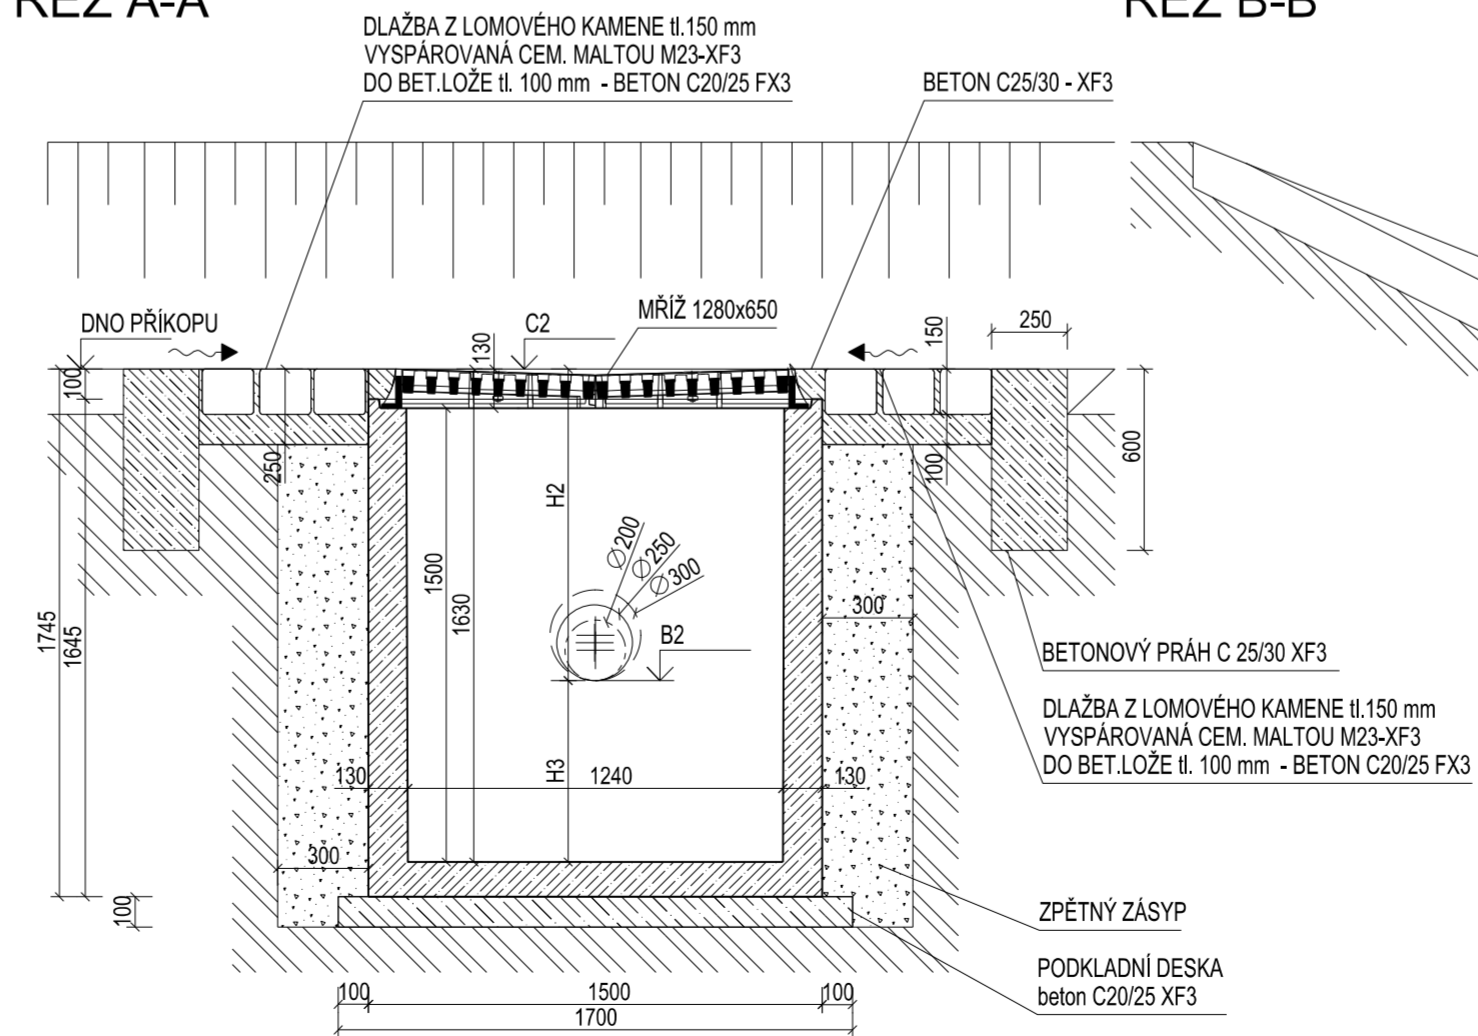 ŘEZ A-A
ŘEZ B-B
DLAŽBA Z LOMOVÉHO KAMENE tl.150 mm
VYSPÁROVANÁ CEM. MALTOU M23-XF3
DO BET.LOŽE tl. 100 mm - BETON C20/25 FX3
BETON C25/30 - XF3
DNO PŘÍKOPU
C2
MŘÍŽ 1280x650
130
150
250
100
250
100
600
H2
1500
1630
Ø 200
Ø 250
Ø 300
B2
300
1745
1645
BETONOVÝ PRÁH C 25/30 XF3
DLAŽBA Z LOMOVÉHO KAMENE tl.150 mm
VYSPÁROVANÁ CEM. MALTOU M23-XF3
DO BET.LOŽE tl. 100 mm - BETON C20/25 FX3
130
H3
1240
130
300
100
ZPĚTNÝ ZÁSYP
PODKLADNÍ DESKA
beton C20/25 XF3
100
1500
100
1700